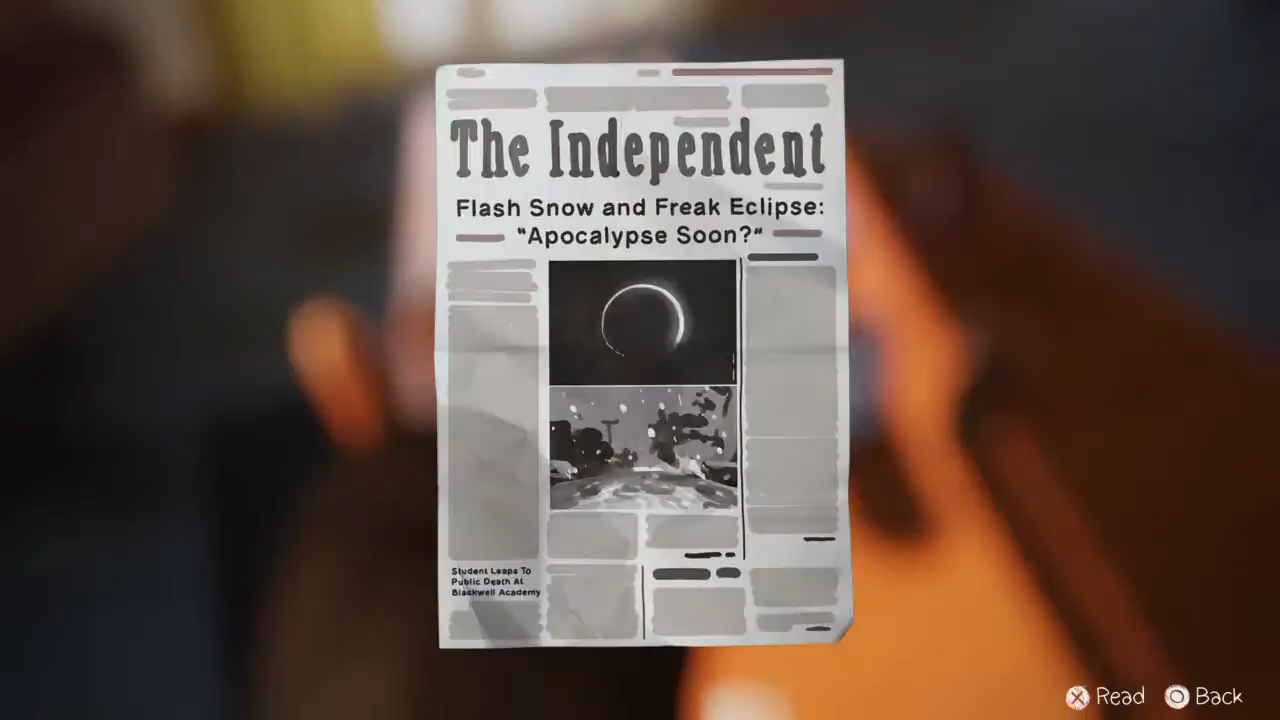 The Independent
Flash Snow and Freak Eclipse:
"Apocalypse Soon?"
Student Leaps To
Public Death At
Blackwell Academy
Read Back